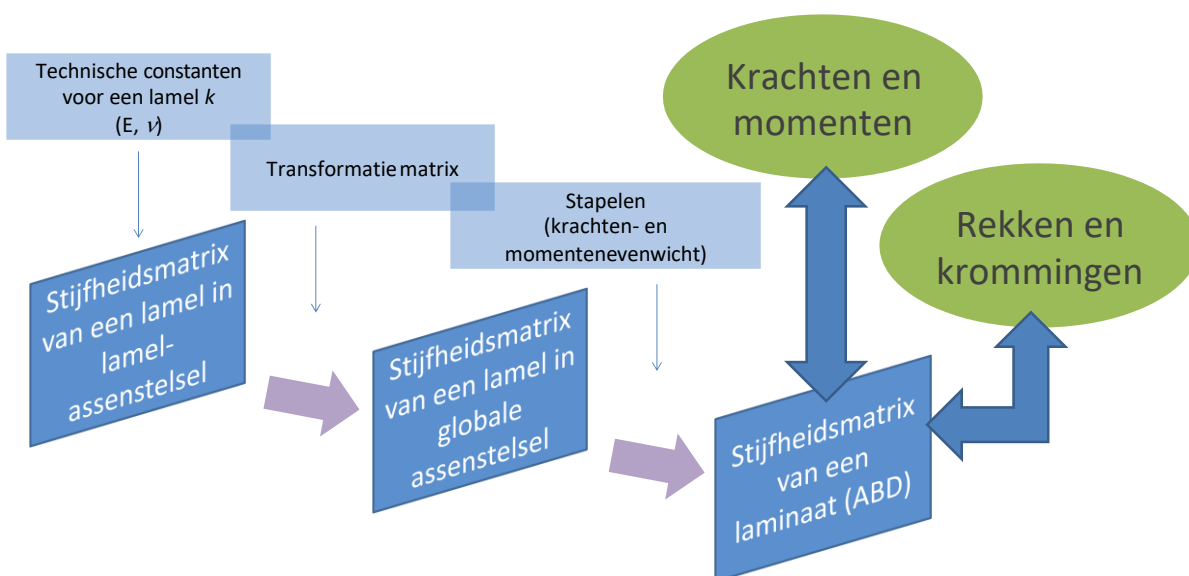 Technische constanten
voor een lamel k
(E, ν)
Transformatie matrix
Stapelen
(krachten- en
momentenevenwicht)
Krachten en
momenten
Rekken en
krommingen
Stijfheidsmatrix
van een lamel in
lamel-
assenstelsel
Stijfheidsmatrix
van een lamel in
globale
assenstelsel
Stijfheidsmatrix
van een
laminaat (ABD)